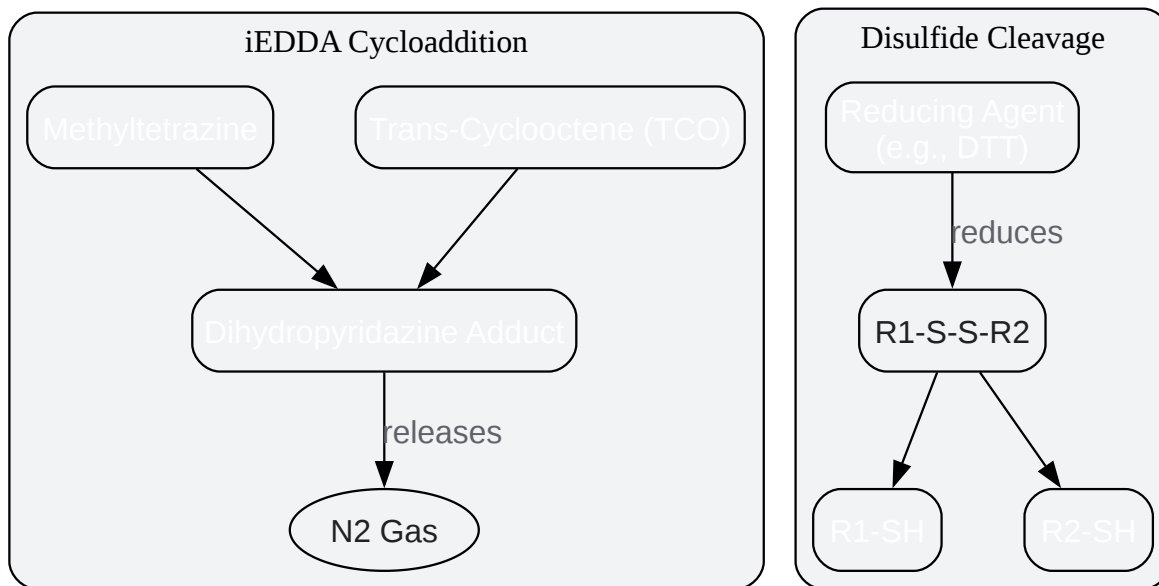 iEDDA Cycloaddition
Methyltetrazine
Trans-Cyclooctene (TCO)
Dihydropyridazine Adduct
releases
N2 Gas
Disulfide Cleavage
Reducing Agent
(e.g., DTT)
reduces
R1-S-S-R2
R1-SH
R2-SH